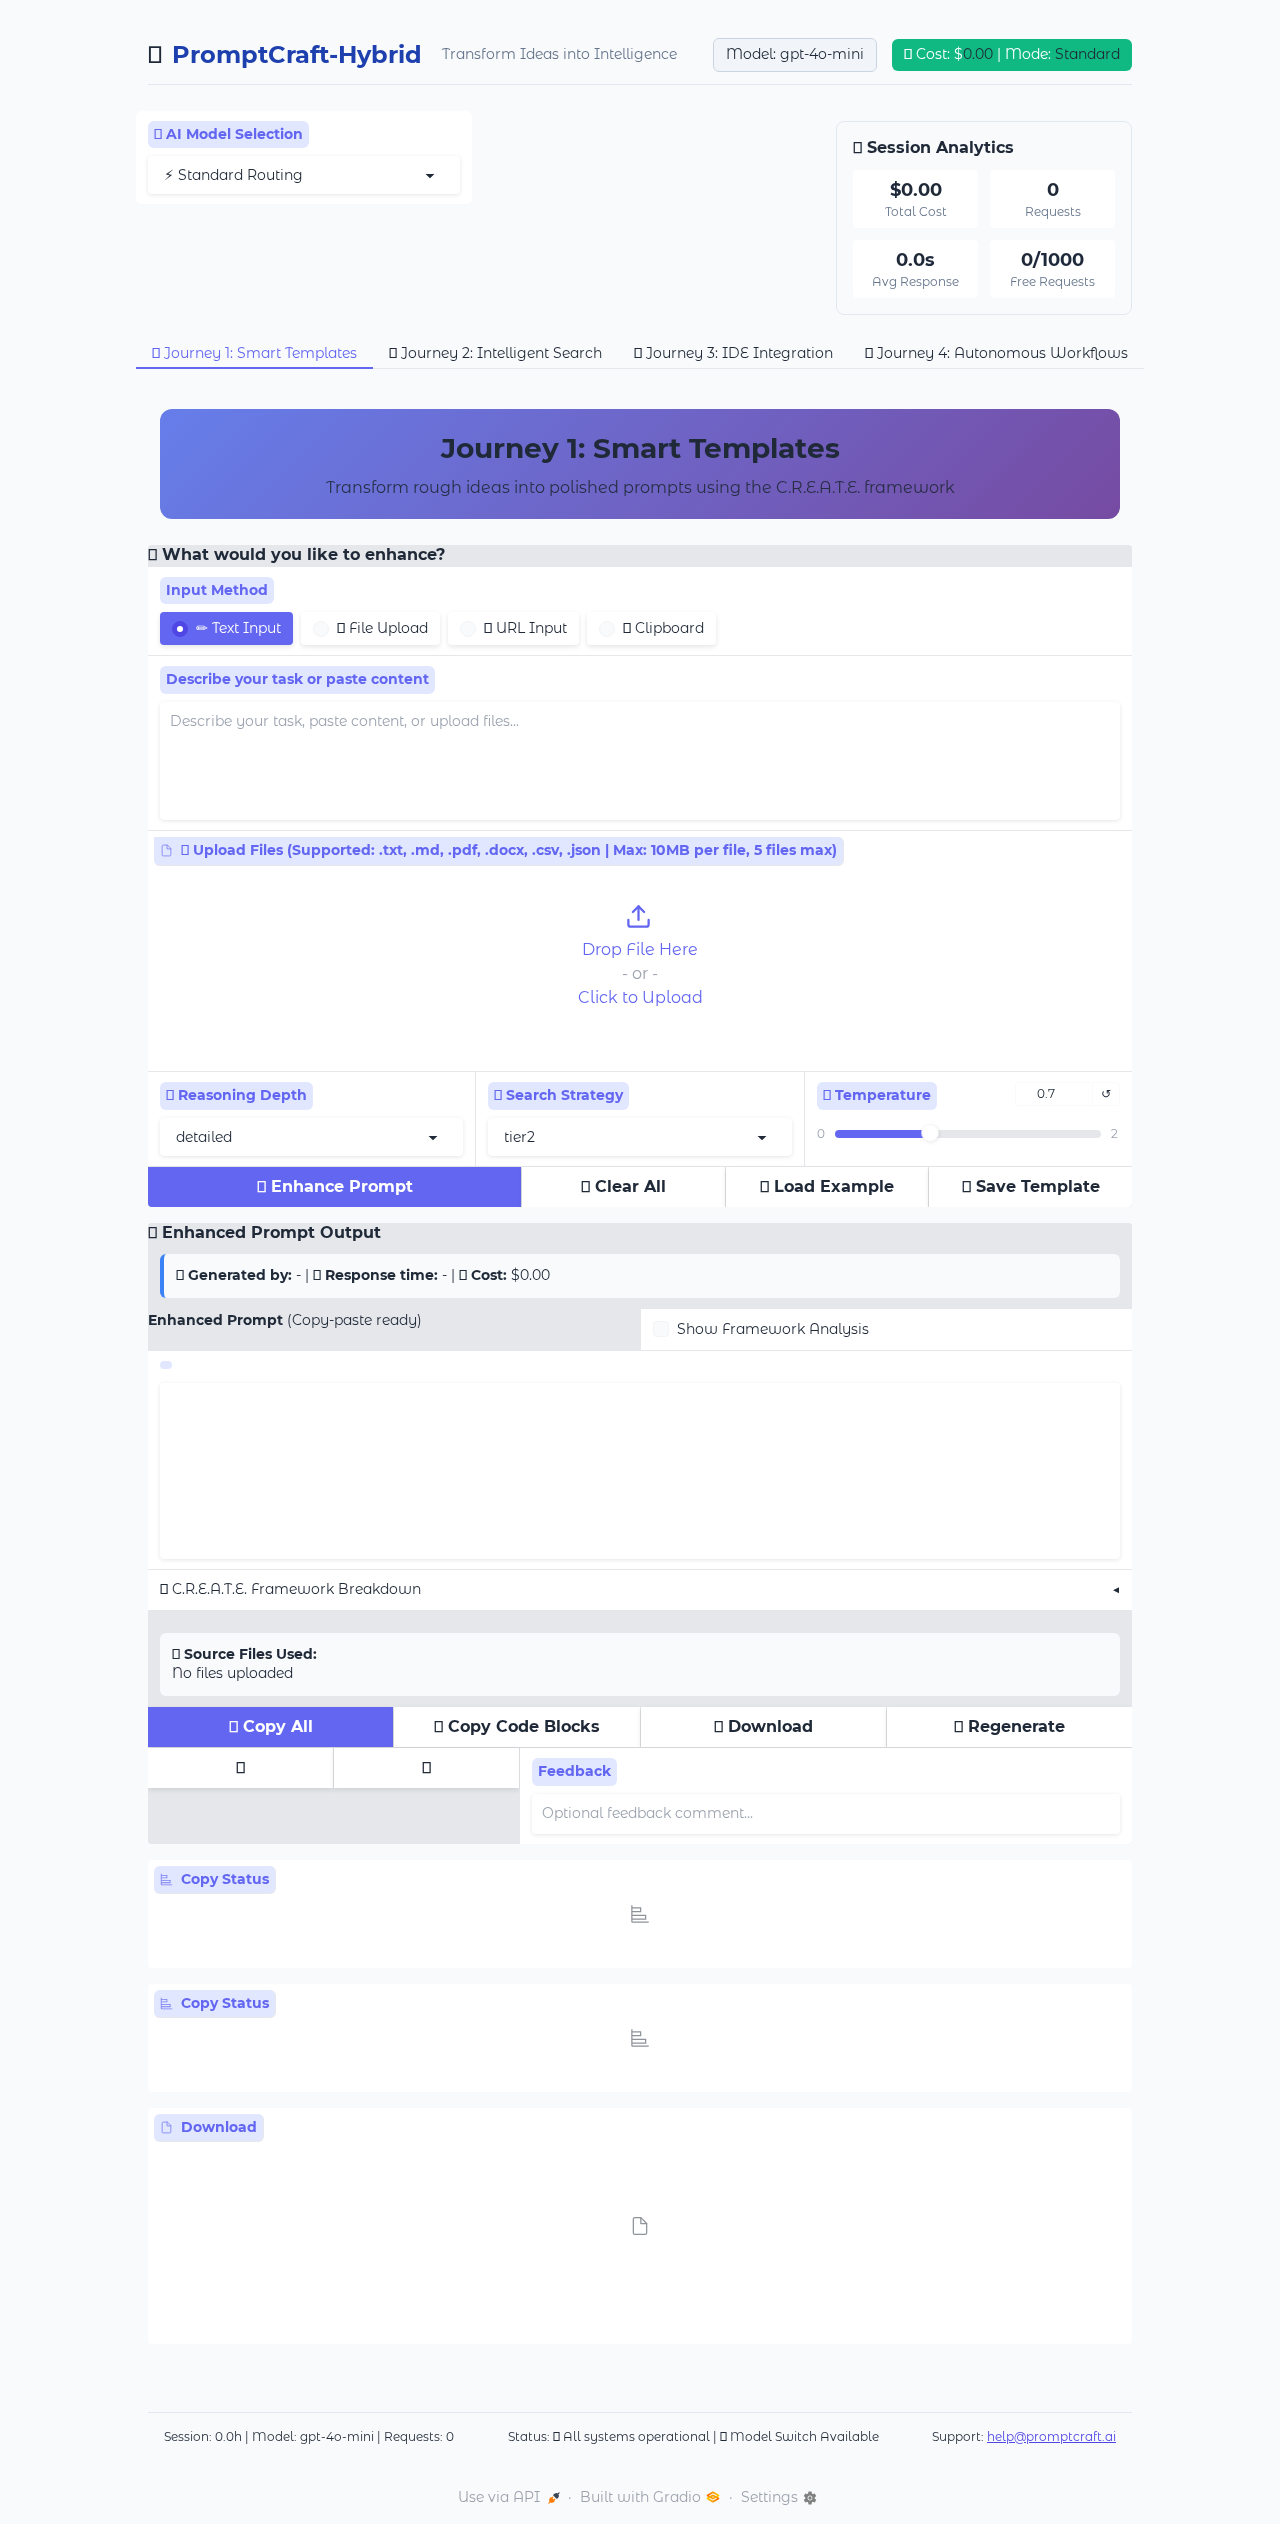 PromptCraft-Hybrid
Transform Ideas into Intelligence
Model: gpt-4o-mini
Cost: $0.00 | Mode: Standard
AI Model Selection
⚡ Standard Routing
Session Analytics
$0.00
Total Cost
0
Requests
0.0s
Avg Response
0/1000
Free Requests
Journey 1: Smart Templates
Journey 2: Intelligent Search
Journey 3: IDE Integration
Journey 4: Autonomous Workflows
Journey 1: Smart Templates
Transform rough ideas into polished prompts using the C.R.E.A.T.E. framework
What would you like to enhance?
Input Method
✏ Text Input
File Upload
URL Input
Clipboard
Describe your task or paste content
Describe your task, paste content, or upload files...
Upload Files (Supported: .txt, .md, .pdf, .docx, .csv, .json | Max: 10MB per file, 5 files max)
Drop File Here
- or -
Click to Upload
Reasoning Depth
detailed
Search Strategy
tier2
Temperature
0.7
↺
0
2
Enhance Prompt
Clear All
Load Example
Save Template
Enhanced Prompt Output
Generated by: - | Response time: - | Cost: $0.00
Enhanced Prompt (Copy-paste ready)
Show Framework Analysis
C.R.E.A.T.E. Framework Breakdown
Source Files Used:
No files uploaded
Copy All
Copy Code Blocks
Download
Regenerate
Feedback
Optional feedback comment...
Copy Status
Copy Status
Download
Session: 0.0h | Model: gpt-4o-mini | Requests: 0
Status: All systems operational | Model Switch Available
Support: help@promptcraft.ai
Use via API · Built with Gradio · Settings